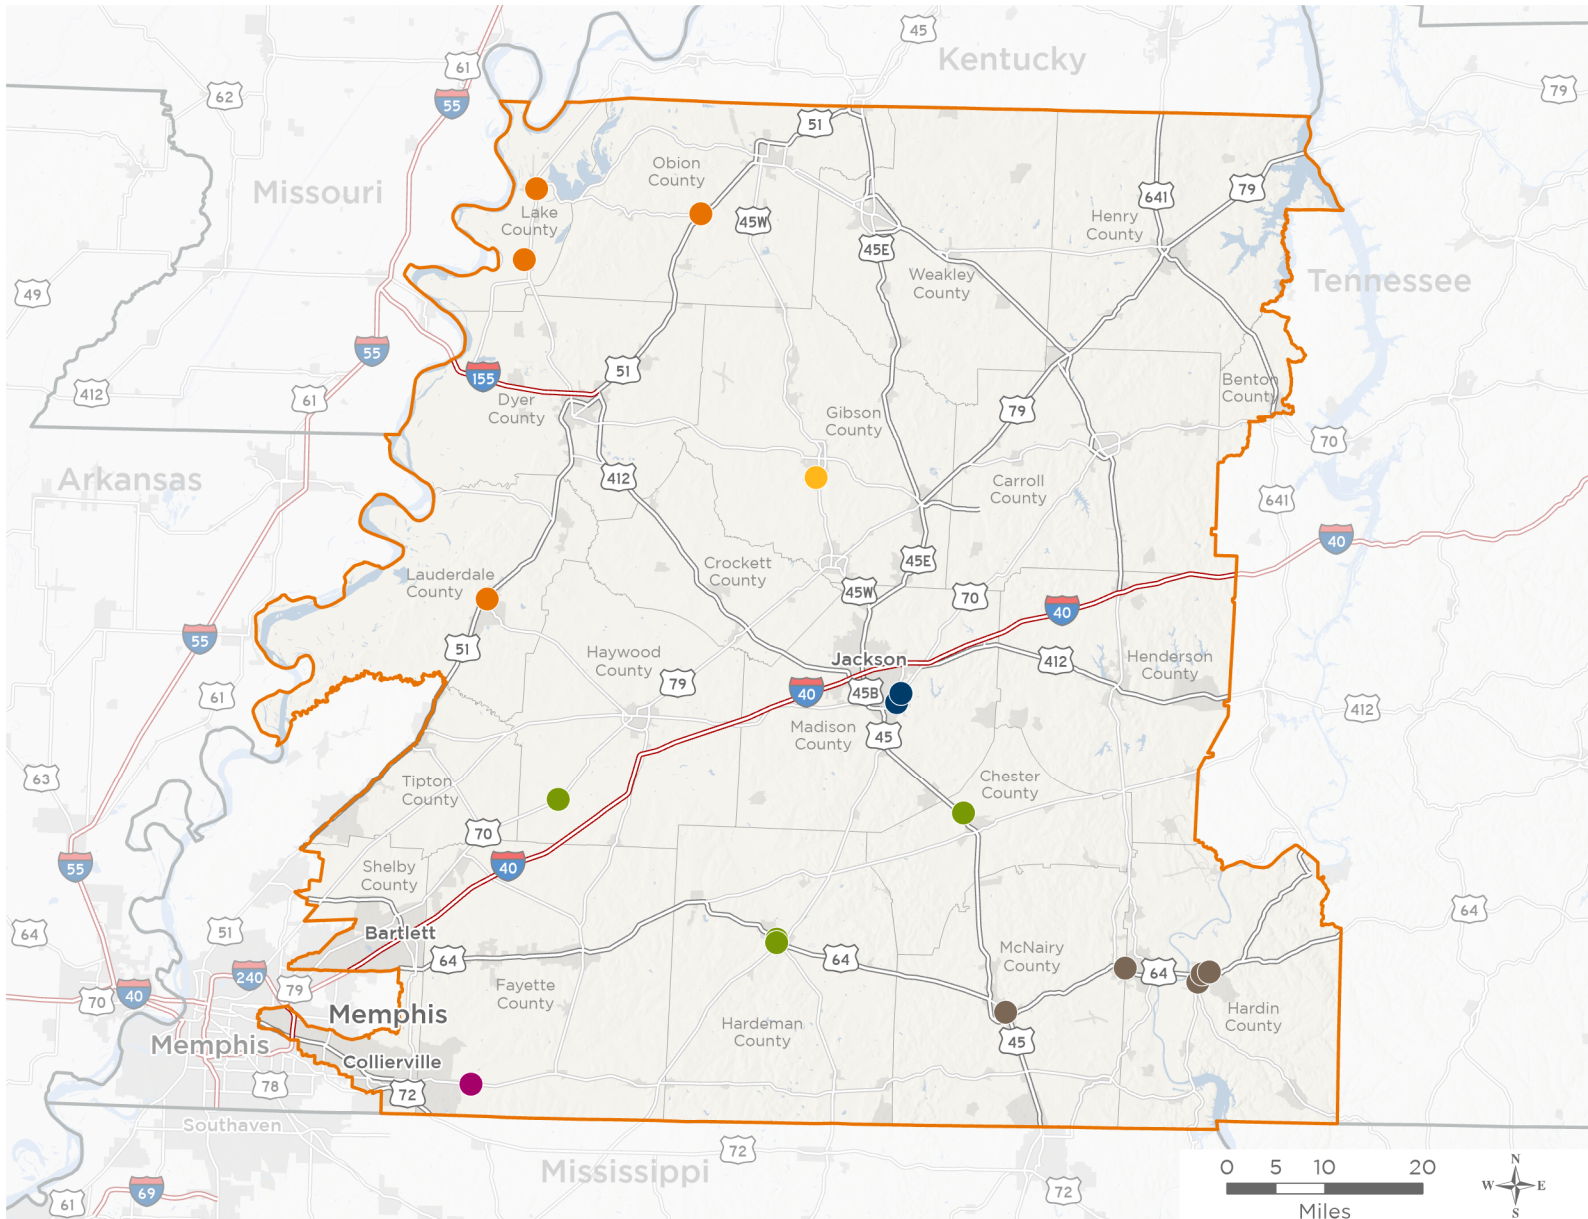 45
Kentucky
61
62
55
79
51
Obion
County
Missouri
641
79
Lake
County
45W
Henry
County
45E
Weakley
County
Tennessee
49
55
155
51
412
61
Dyer
County
Benton
County
79
Gibson
County
70
Arkansas
412
Carroll
County
641
40
Crockett
County
45E
Lauderdale
County
45W
70
40
55
51
Haywood
County
Jackson
412
Henderson
County
79
40
45B
61
412
Madison
County
45
63
Tipton
County
Chester
County
70
55
40
Shelby
County
64
51
Bartlett
64
64
64
McNairy
County
64
240
79
40
70
Fayette
County
Memphis
Hardeman
County
Hardin
County
Memphis
45
Collierville
78
72
Southaven
72
Mississippi
0 5 10 20
N
W E
S
Miles
69
61
72